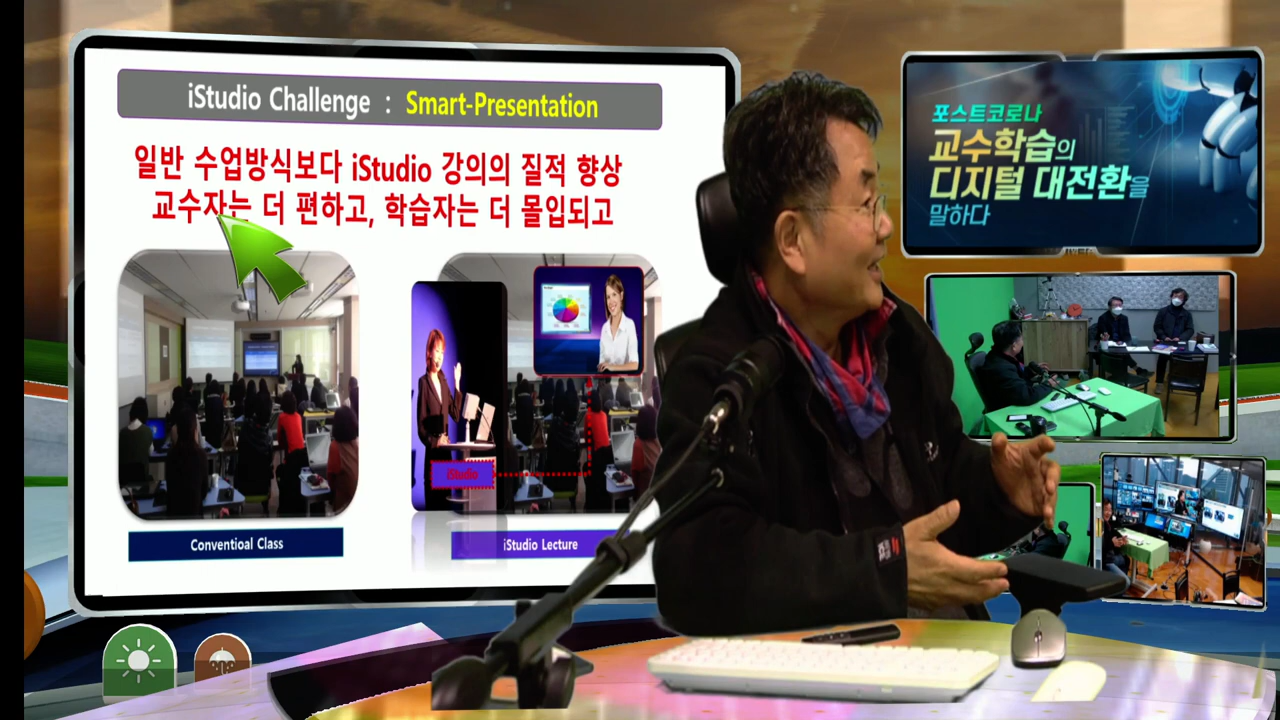 iStudio Challenge : Smart-Presentation
일반 수업방식보다 iStudio 강의의 질적 향상
교수자는 더 편하고, 학습자는 더 몰입되고
iStudio
Conventioal Class
iStudio Lecture
포스트코로나
교수학습의
디지털 대전환을
말하다